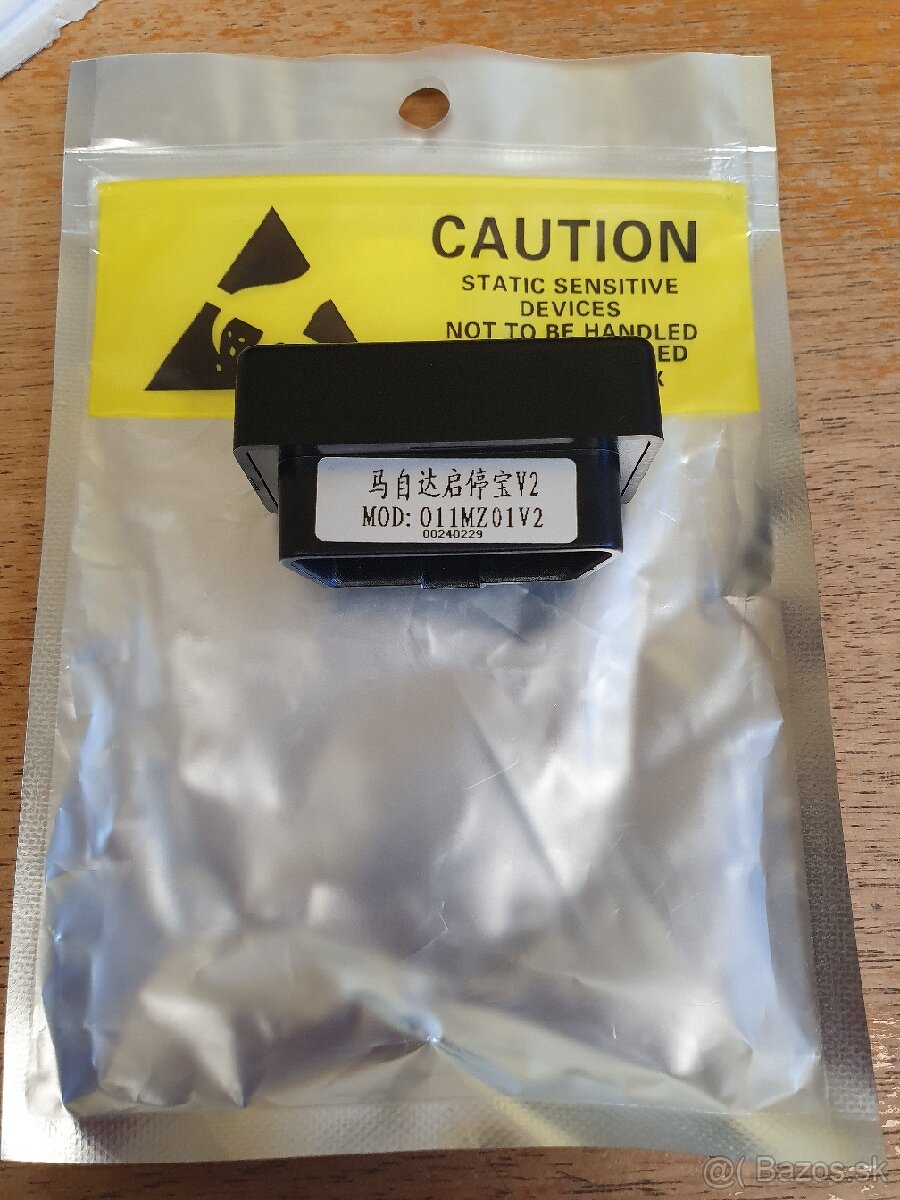 CAUTION
STATIC SENSITIVE
DEVICES
NOT TO BE HANDLED
马自达启停宝V2
MOD: 011MZ01V2
00240229
@( Bazos.sk